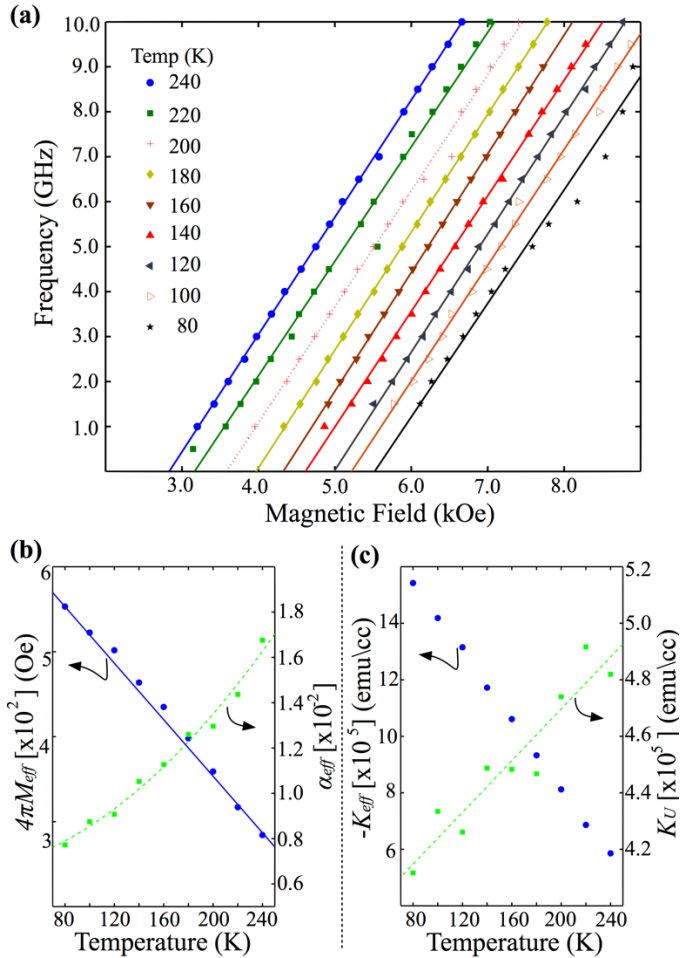 (a)
Temp (K)
240
220
200
180
160
140
120
100
80
10.0
9.0
8.0
7.0
6.0
5.0
4.0
3.0
2.0
1.0
Frequency (GHz)
3.0 4.0 5.0 6.0 7.0 8.0
Magnetic Field (kOe)
(b)
6
5
4
3
4πM_eff [x10²] (Oe)
1.8
1.6
1.4
1.2
1.0
0.8
0.6
α_eff [x10⁻²]
80 120 160 200 240
Temperature (K)
(c)
14
12
10
8
6
-K_eff [x10⁵] (emu\cc)
5.2
5.0
4.8
4.6
4.4
4.2
K_U [x10⁵] (emu\cc)
80 120 160 200 240
Temperature (K)